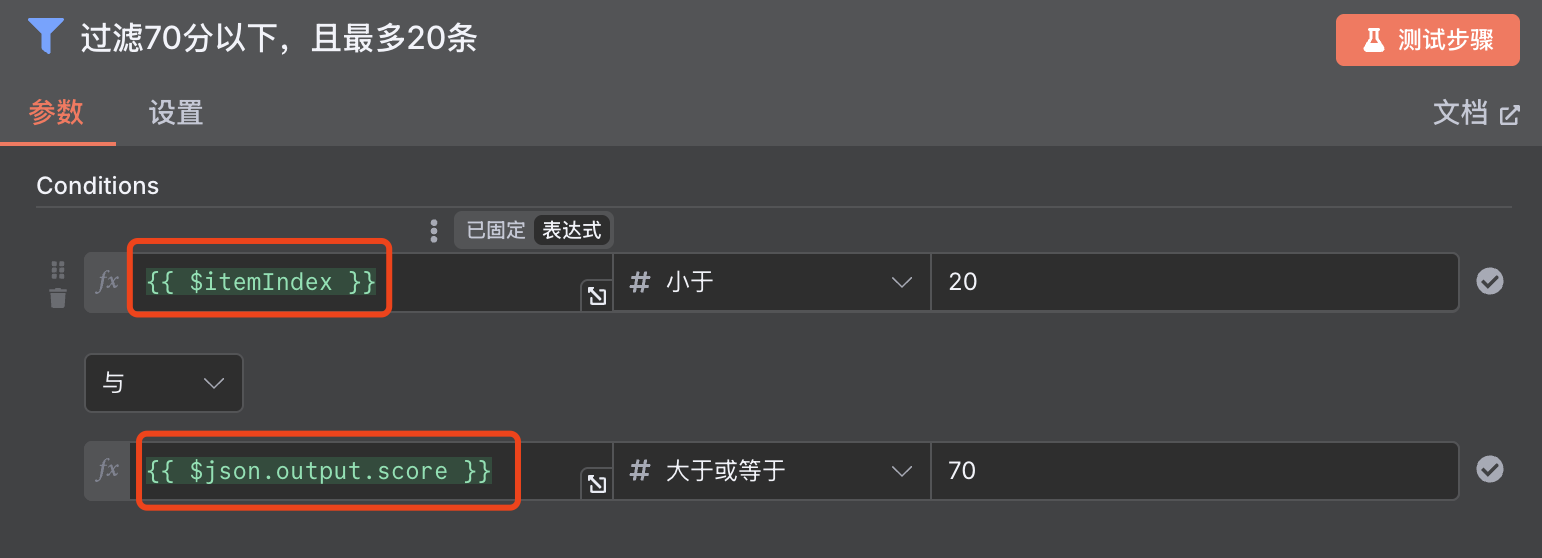 过滤70分以下，且最多20条
测试步骤
参数 设置 文档
Conditions
已固定 表达式
fx {{ $itemIndex }} # 小于 20
与
fx {{ $json.output.score }} # 大于或等于 70